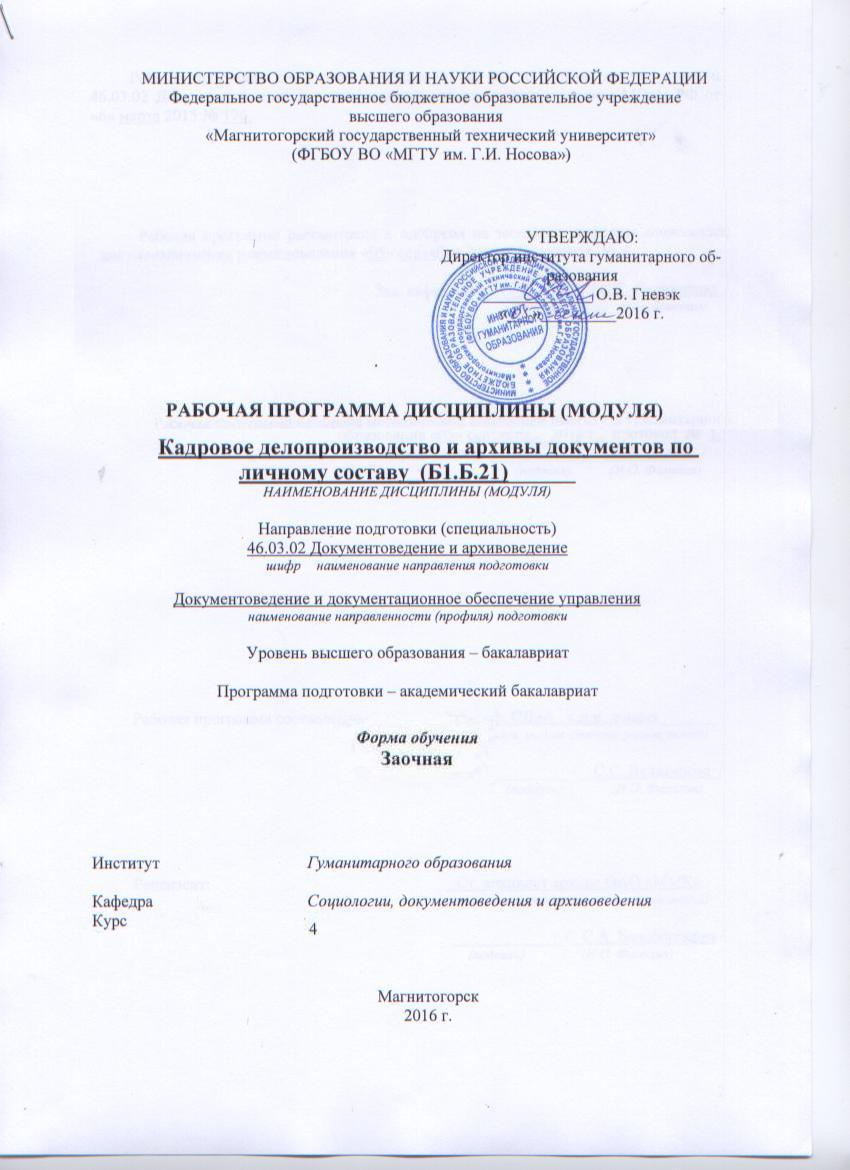 МИНИСТЕРСТВО ОБРАЗОВАНИЯ И НАУКИ РОССИЙСКОЙ ФЕДЕРАЦИИ
Федеральное государственное бюджетное образовательное учреждение
высшего образования
«Магнитогорский государственный технический университет»
(ФГБОУ ВО «МГТУ им. Г.И. Носова»)
УТВЕРЖДАЮ:
Директор института гуманитарного об-
разования
О.В. Гневэк
2016 г.
ИНСТИТУТ
ГУМАНИТАРНОГО
ОБРАЗОВАНИЯ
РАБОЧАЯ ПРОГРАММА ДИСЦИПЛИНЫ (МОДУЛЯ)
Кадровое делопроизводство и архивы документов по
личному составу (Б1.Б.21)
НАИМЕНОВАНИЕ ДИСЦИПЛИНЫ (МОДУЛЯ)
Направление подготовки (специальность)
46.03.02 Документоведение и архивоведение
шифр наименование направления подготовки
Документоведение и документационное обеспечение управления
наименование направленности (профиля) подготовки
Уровень высшего образования – бакалавриат
Программа подготовки – академический бакалавриат
Форма обучения
Заочная
Институт Гуманитарного образования
Кафедра Социологии, документоведения и архивоведения
Курс 4
Магнитогорск
2016 г.